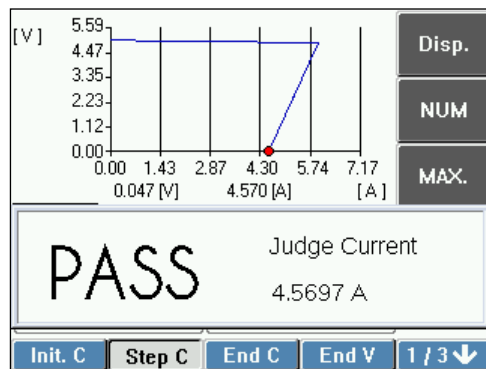 [V]
5.59
4.47
3.35
2.23
1.12
0.00
0.00 1.43 2.87 4.30 5.74 7.17
0.047 [V] 4.570 [A] [A]
Disp.
NUM
MAX.
PASS
Judge Current
4.5697 A
Init. C Step C End C End V 1 / 3